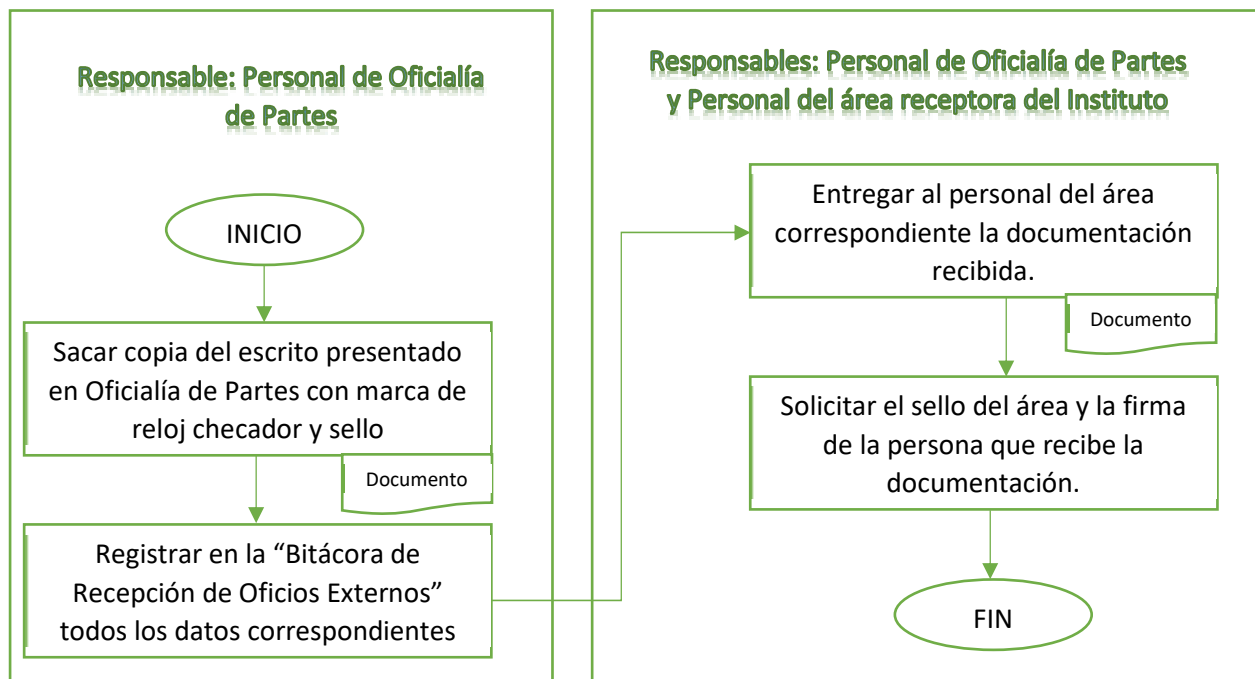 Responsable: Personal de Oficialía
de Partes
INICIO
Sacar copia del escrito presentado
en Oficialía de Partes con marca de
reloj checador y sello
Documento
Registrar en la “Bitácora de
Recepción de Oficios Externos”
todos los datos correspondientes
Responsables: Personal de Oficialía de Partes
y Personal del área receptora del Instituto
Entregar al personal del área
correspondiente la documentación
recibida.
Documento
Solicitar el sello del área y la firma
de la persona que recibe la
documentación.
FIN